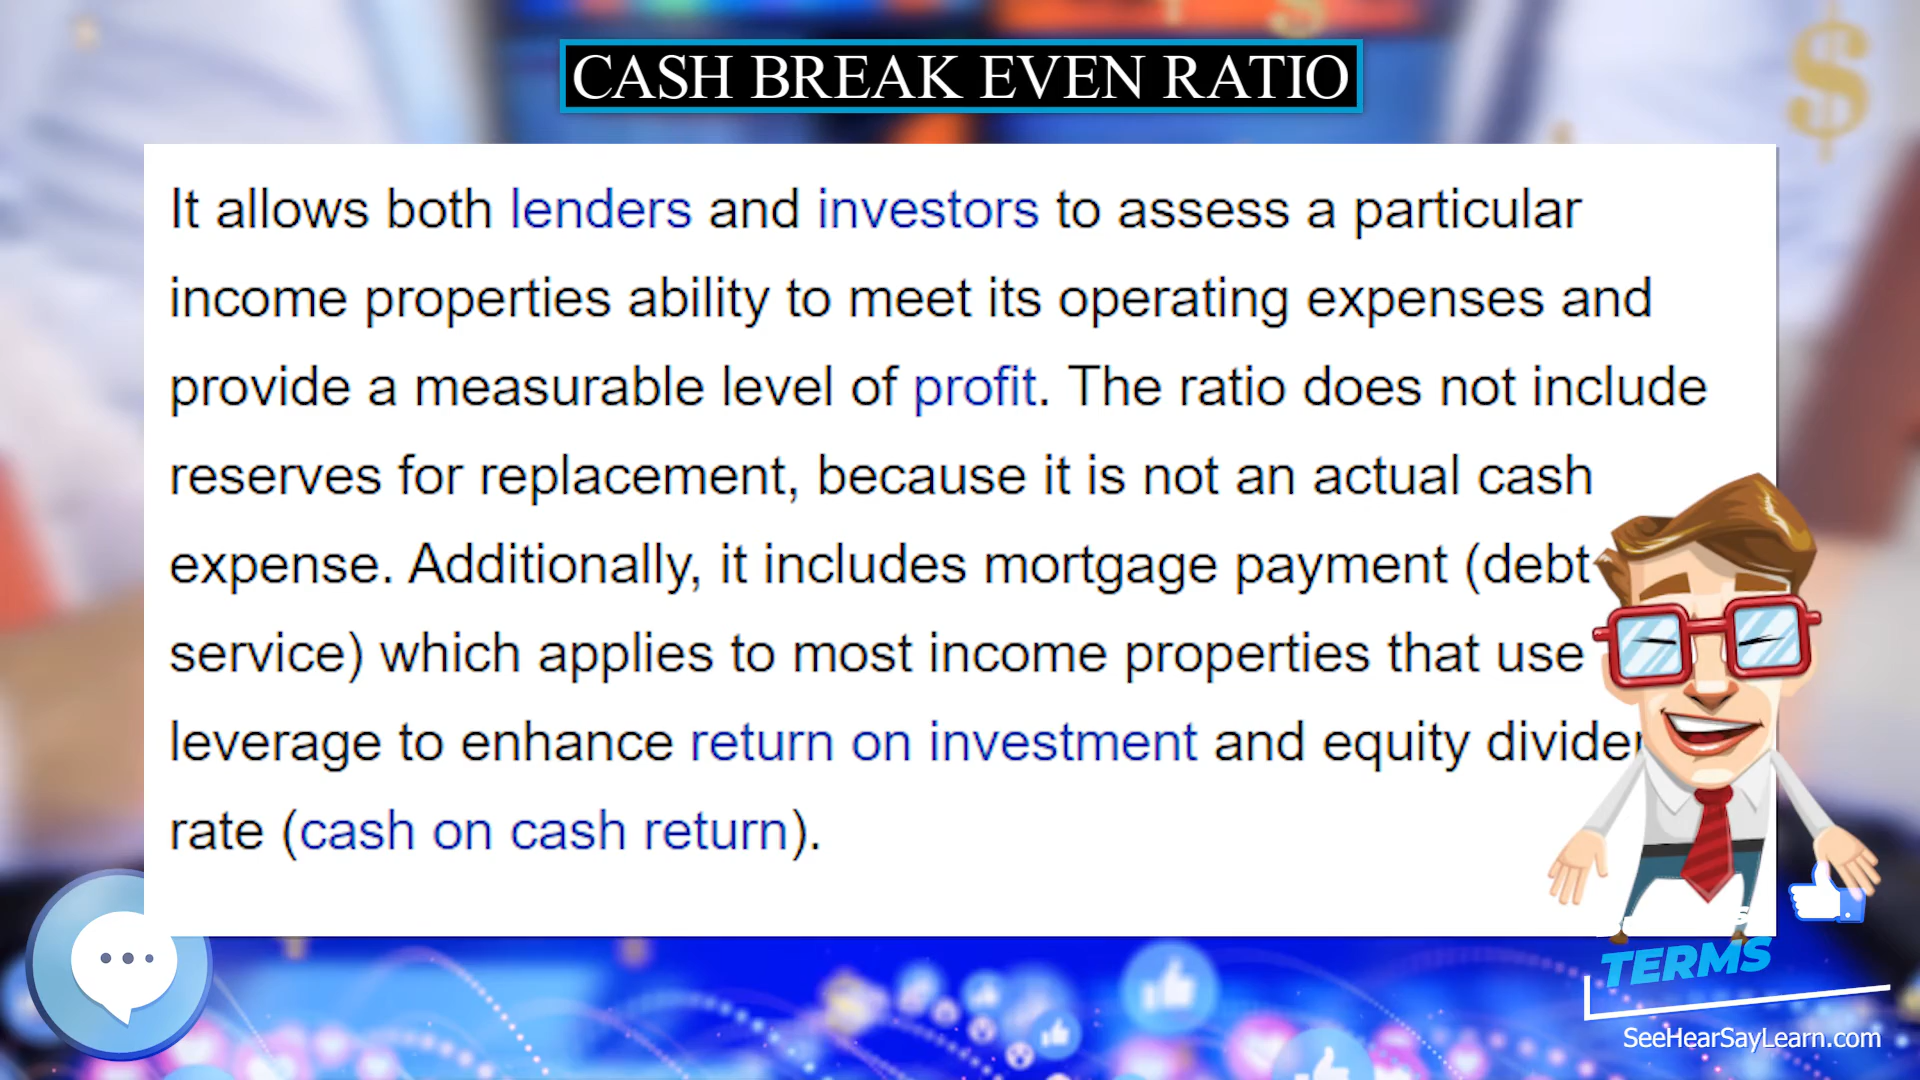 CASH BREAK EVEN RATIO
It allows both lenders and investors to assess a particular
income properties ability to meet its operating expenses and
provide a measurable level of profit. The ratio does not include
reserves for replacement, because it is not an actual cash
expense. Additionally, it includes mortgage payment (debt
service) which applies to most income properties that use
leverage to enhance return on investment and equity
rate (cash on cash return).
TERMS
SeeHearSayLearn.com